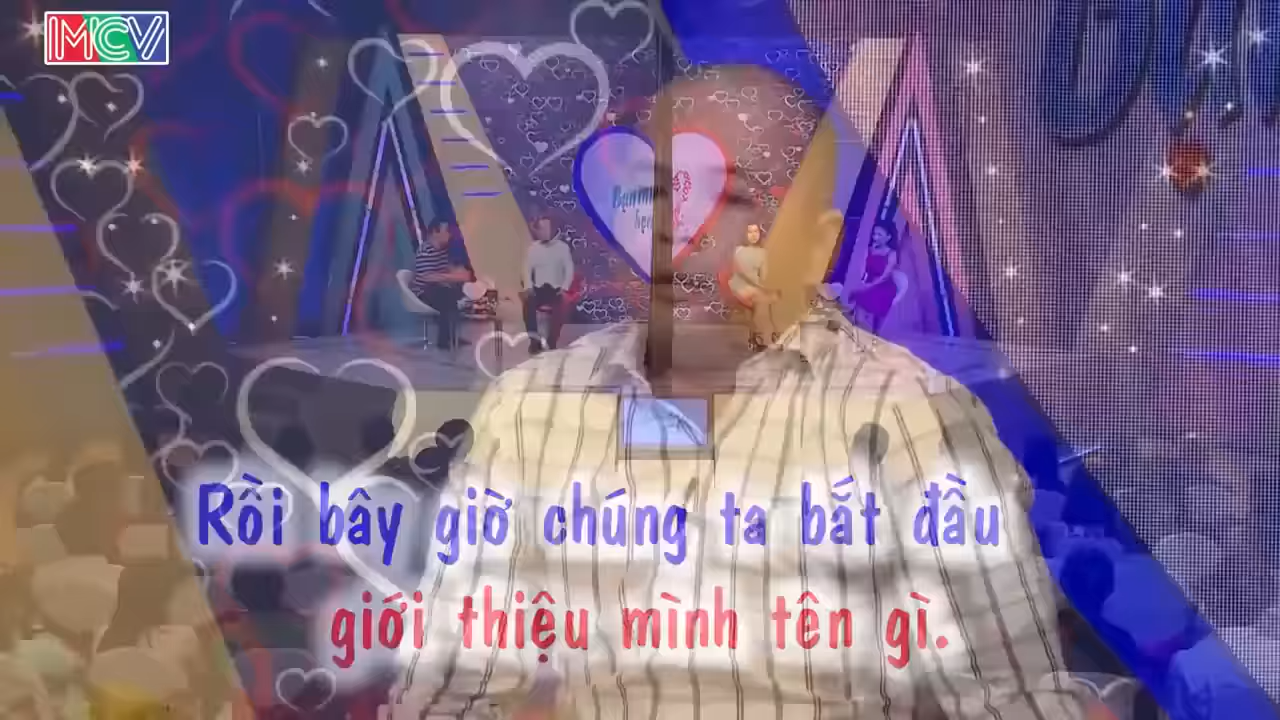 MCV
Rồi bây giờ chúng ta bắt đầu
giới thiệu mình tên gì.